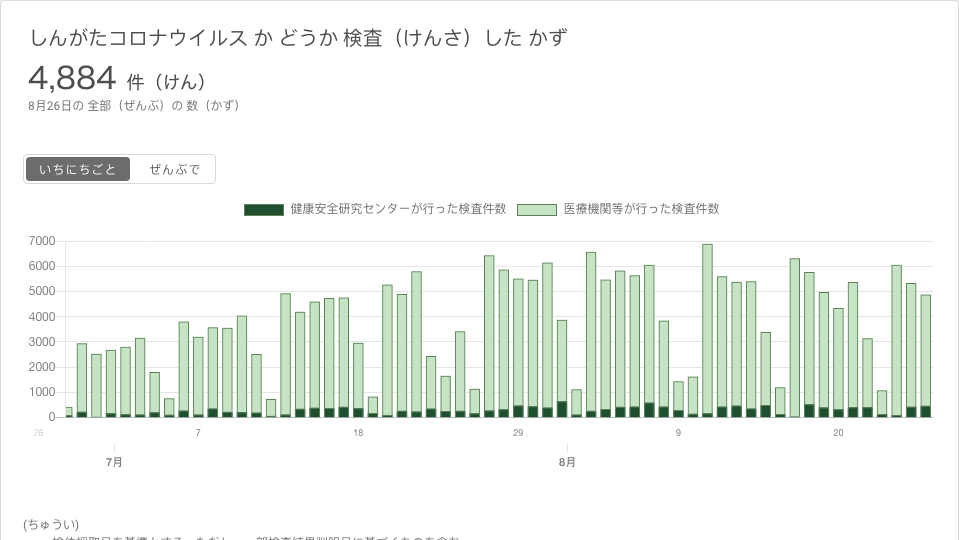 しんがたコロナウイルス か どうか 検査（けんさ）した かず
4,884 件（けん）
8月26日の 全部（ぜんぶ）の 数（かず）
いちにちごと ぜんぶで
健康安全研究センターが行った検査件数 医療機関等が行った検査件数
7000
6000
5000
4000
3000
2000
1000
0
26 7 18 29 9 20
7月 8月
(ちゅうい)